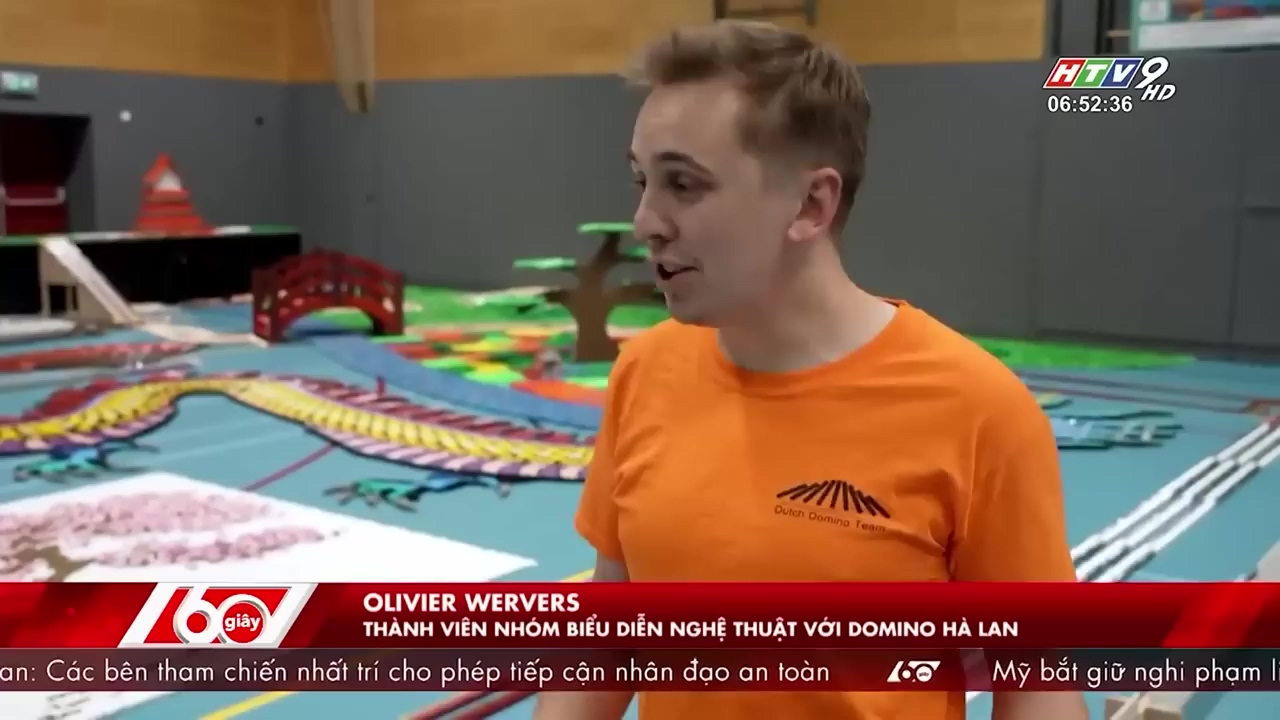 HTV9
HD
06:52:36
Dutch Domino Team
60
giây
OLIVIER WERVERS
THÀNH VIÊN NHÓM BIỂU DIỄN NGHỆ THUẬT VỚI DOMINO HÀ LAN
an: Các bên tham chiến nhất trí cho phép tiếp cận nhân đạo an toàn
60 giây
Mỹ bắt giữ nghi phạm